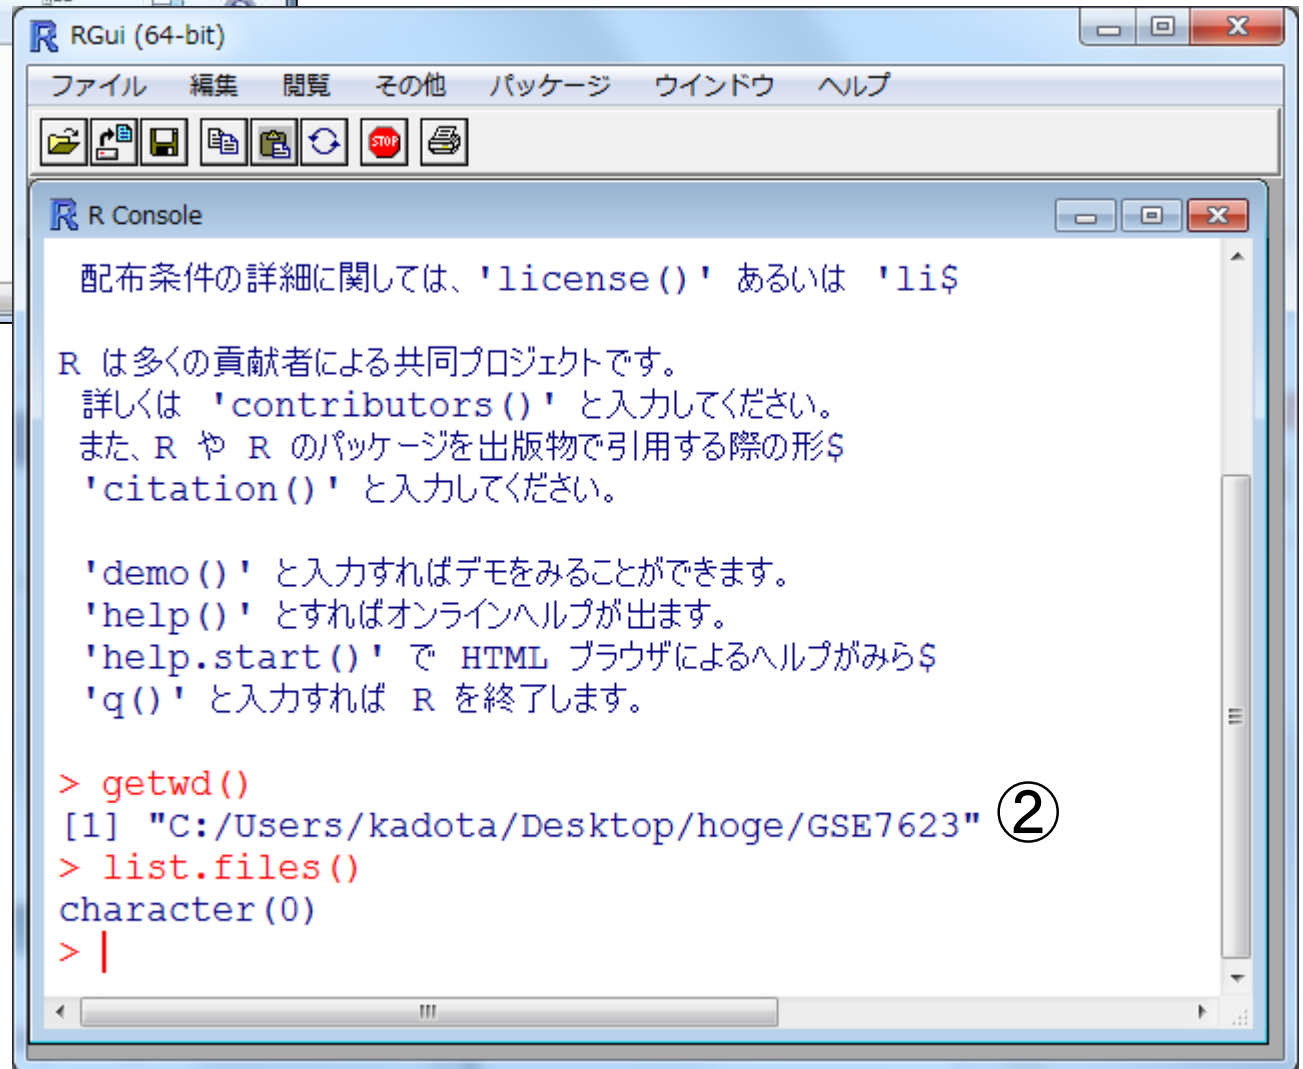 RGui (64-bit)
ファイル 編集 閲覧 その他 パッケージ ウインドウ ヘルプ
STOP
R Console
配布条件の詳細に関しては、'license()' あるいは 'li$
R は多くの貢献者による共同プロジェクトです。
詳しくは 'contributors()' と入力してください。
また、R や R のパッケージを出版物で引用する際の形$
'citation()' と入力してください。
'demo()' と入力すればデモをみることができます。
'help()' とすればオンラインヘルプが出ます。
'help.start()' で HTML ブラウザによるヘルプがみら$
'q()' と入力すれば R を終了します。
> getwd()
[1] "C:/Users/kadota/Desktop/hoge/GSE7623" ②
> list.files()
character(0)
>